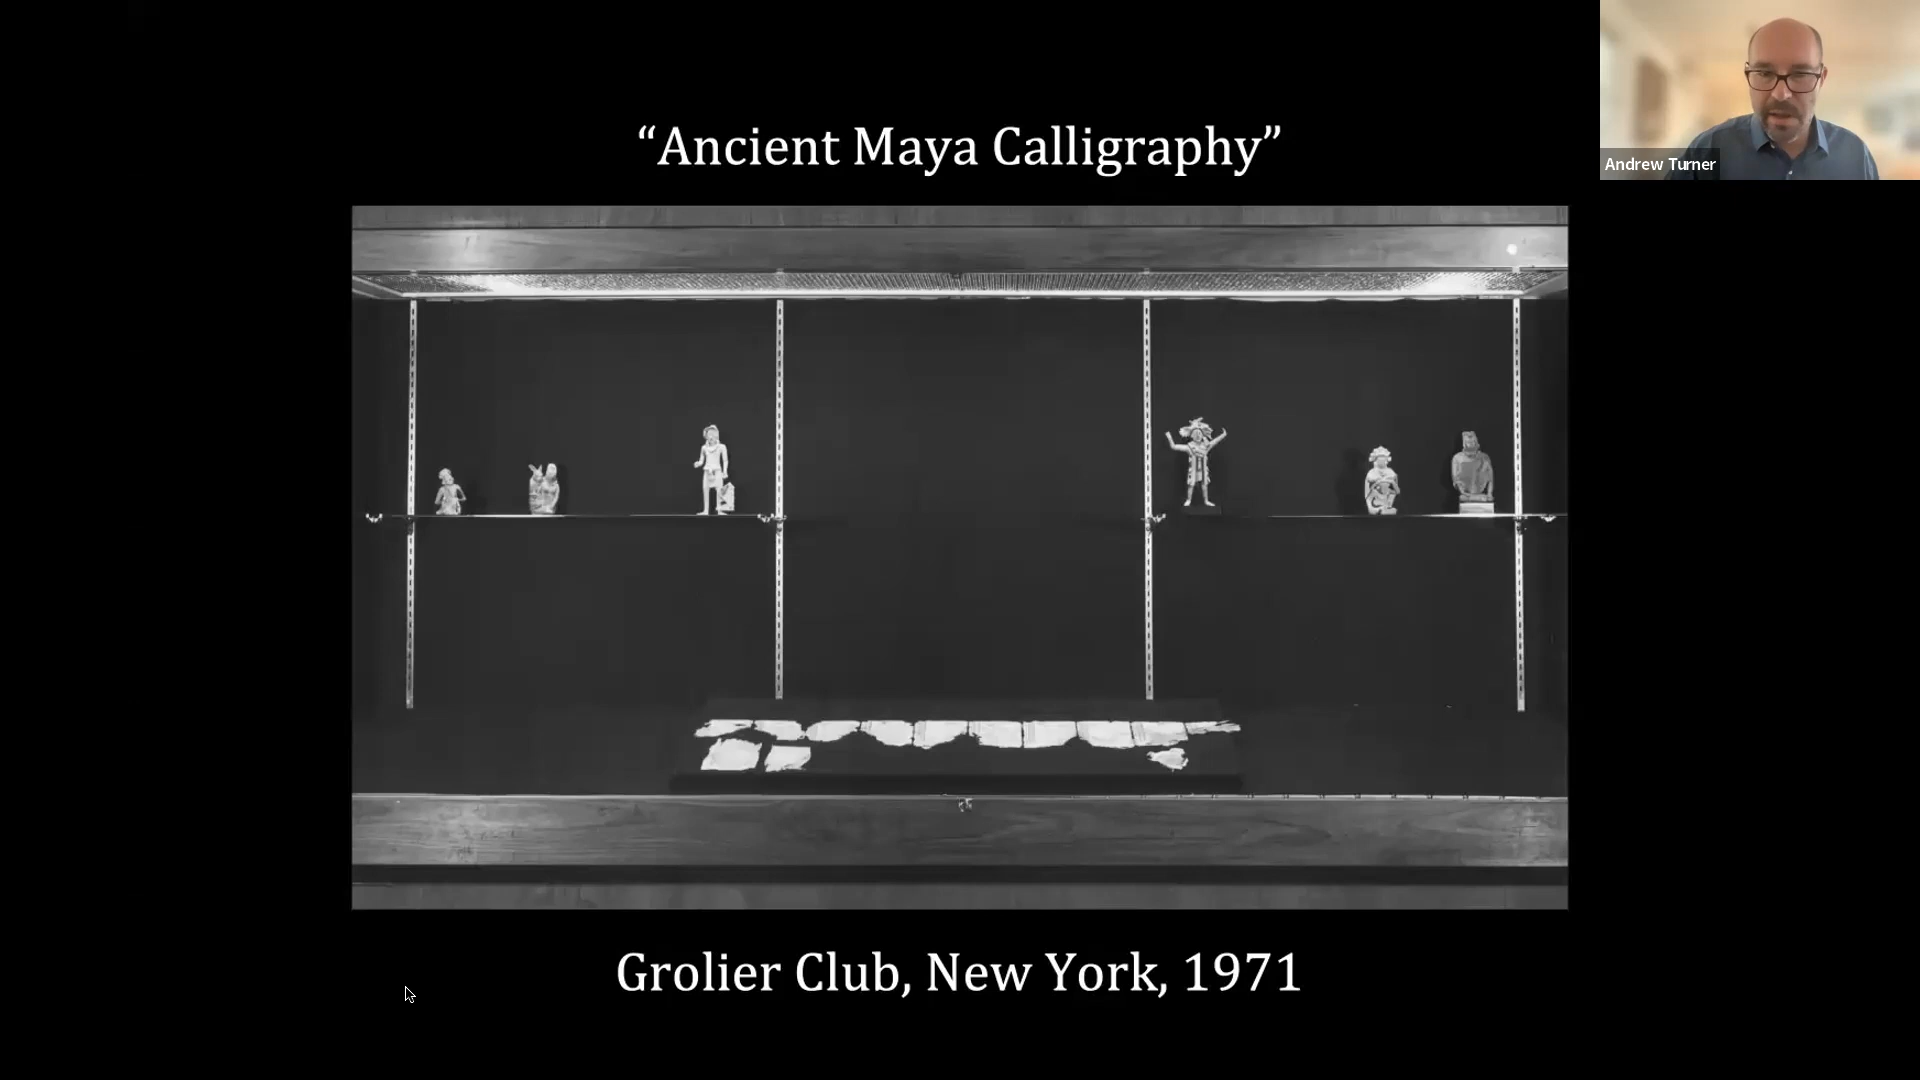 “Ancient Maya Calligraphy”
Andrew Turner
Grolier Club, New York, 1971